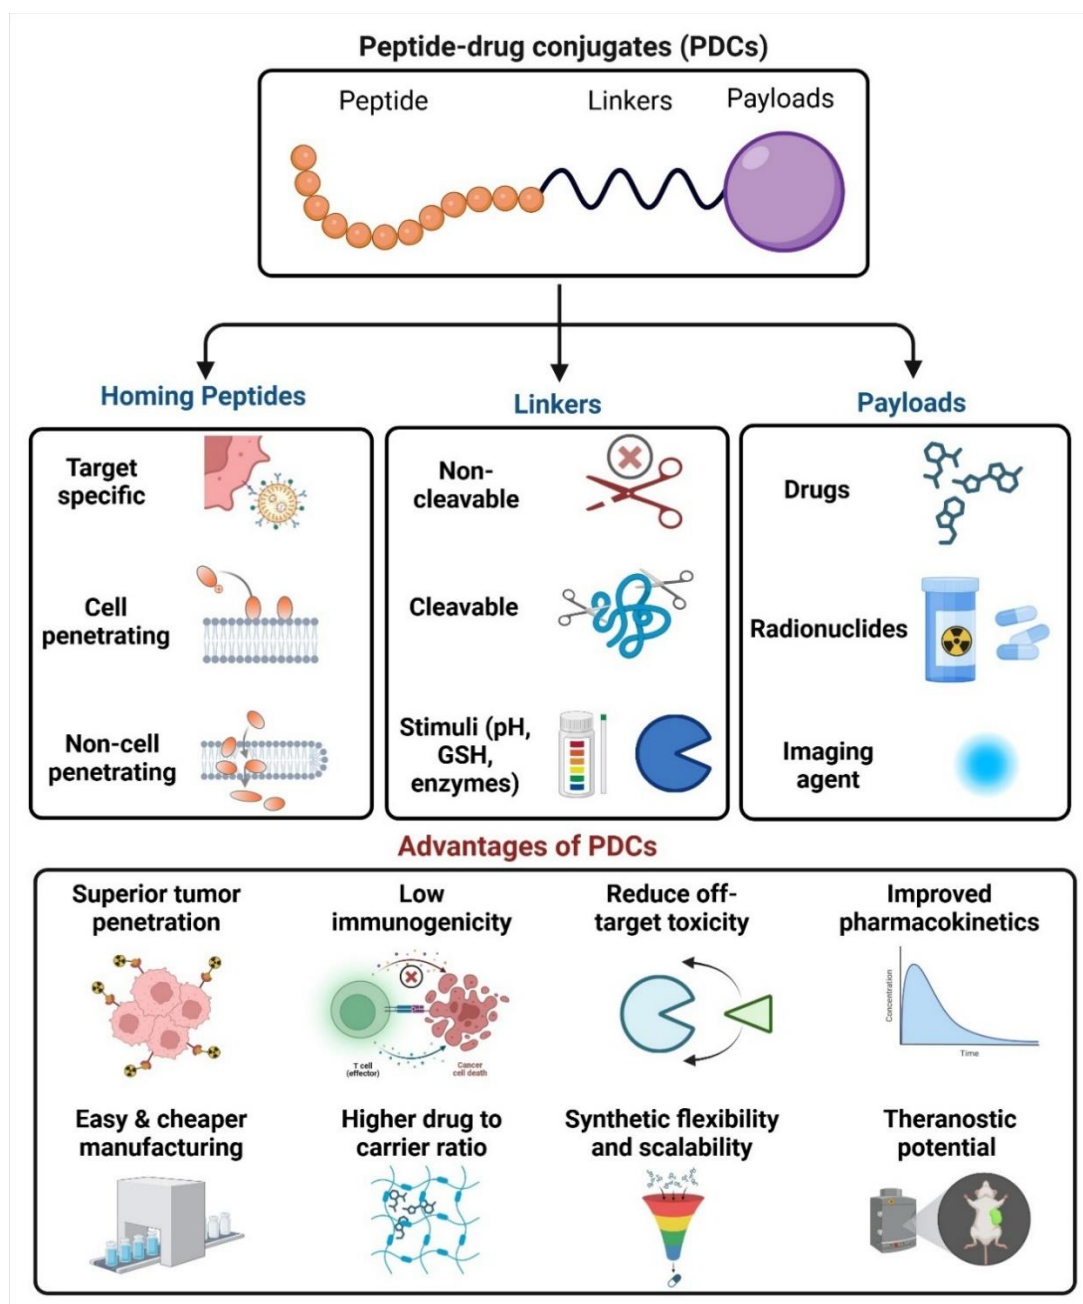 Peptide-drug conjugates (PDCs)
Peptide
Linkers
Payloads
Homing Peptides
Linkers
Payloads
Target
specific
Cell
penetrating
Non-cell
penetrating
Non-
cleavable
Cleavable
Stimuli (pH,
GSH,
enzymes)
Drugs
Radionuclides
Imaging
agent
Advantages of PDCs
Superior tumor
penetration
Low
immunogenicity
T cell
(effector)
Cancer
cell death
Reduce off-
target toxicity
Improved
pharmacokinetics
Concentration
Time
Easy & cheaper
manufacturing
Higher drug to
carrier ratio
Synthetic flexibility
and scalability
Theranostic
potential